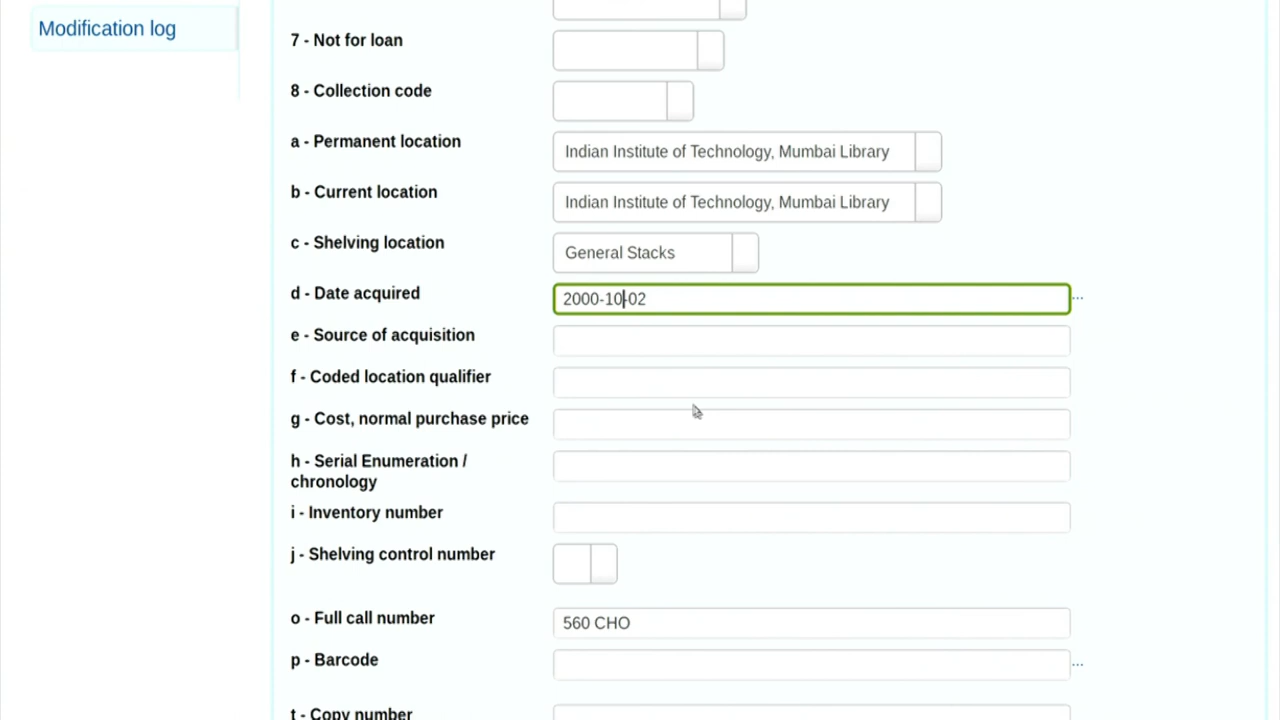 Modification log
7 - Not for loan
8 - Collection code
a - Permanent location
Indian Institute of Technology, Mumbai Library
b - Current location
Indian Institute of Technology, Mumbai Library
c - Shelving location
General Stacks
d - Date acquired
2000-10-02
...
e - Source of acquisition
f - Coded location qualifier
g - Cost, normal purchase price
h - Serial Enumeration /
chronology
i - Inventory number
j - Shelving control number
o - Full call number
560 CHO
p - Barcode
...
t - Copy number